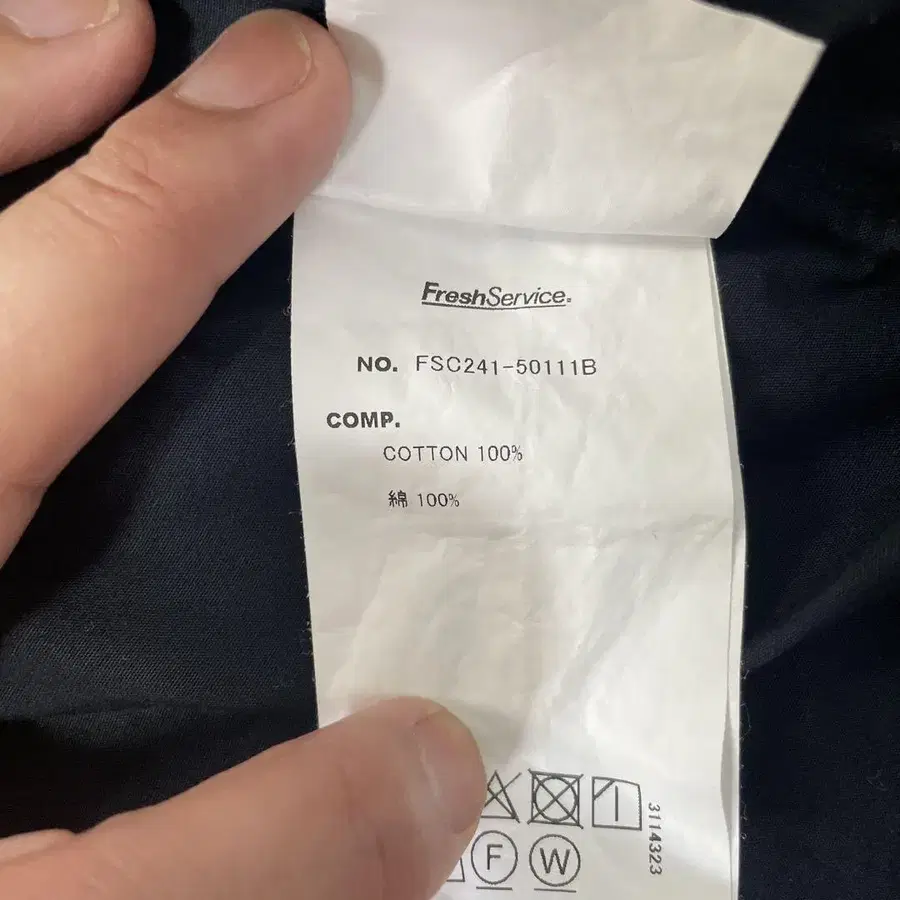 FreshService.
NO. FSC241-50111B
COMP.
COTTON 100%
綿 100%
3114323
F W